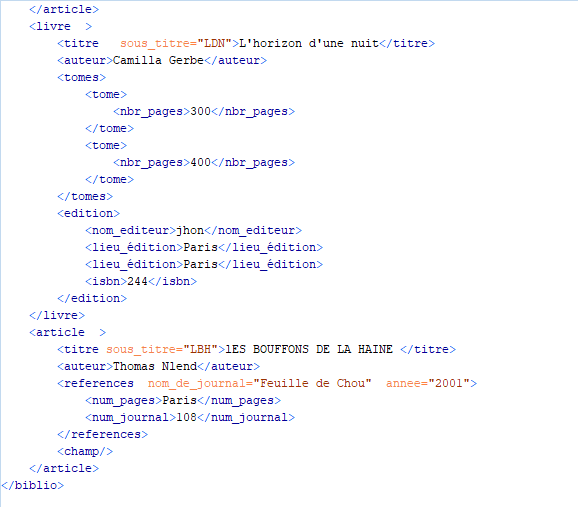 </article>
<livre  >
<titre   sous_titre="LDN">L'horizon d'une nuit</titre>
<auteur>Camilla Gerbe</auteur>
<tomes>
<tome>
<nbr_pages>300</nbr_pages>
</tome>
<tome>
<nbr_pages>400</nbr_pages>
</tome>
</tomes>
<edition>
<nom_editeur>jhon</nom_editeur>
<lieu_édition>Paris</lieu_édition>
<lieu_édition>Paris</lieu_édition>
<isbn>244</isbn>
</edition>
</livre>
<article  >
<titre sous_titre="LBH">lES BOUFFONS DE LA HAINE </titre>
<auteur>Thomas Nlend</auteur>
<references  nom_de_journal="Feuille de Chou"  annee="2001">
<num_pages>Paris</num_pages>
<num_journal>108</num_journal>
</references>
<champ/>
</article>
</biblio>